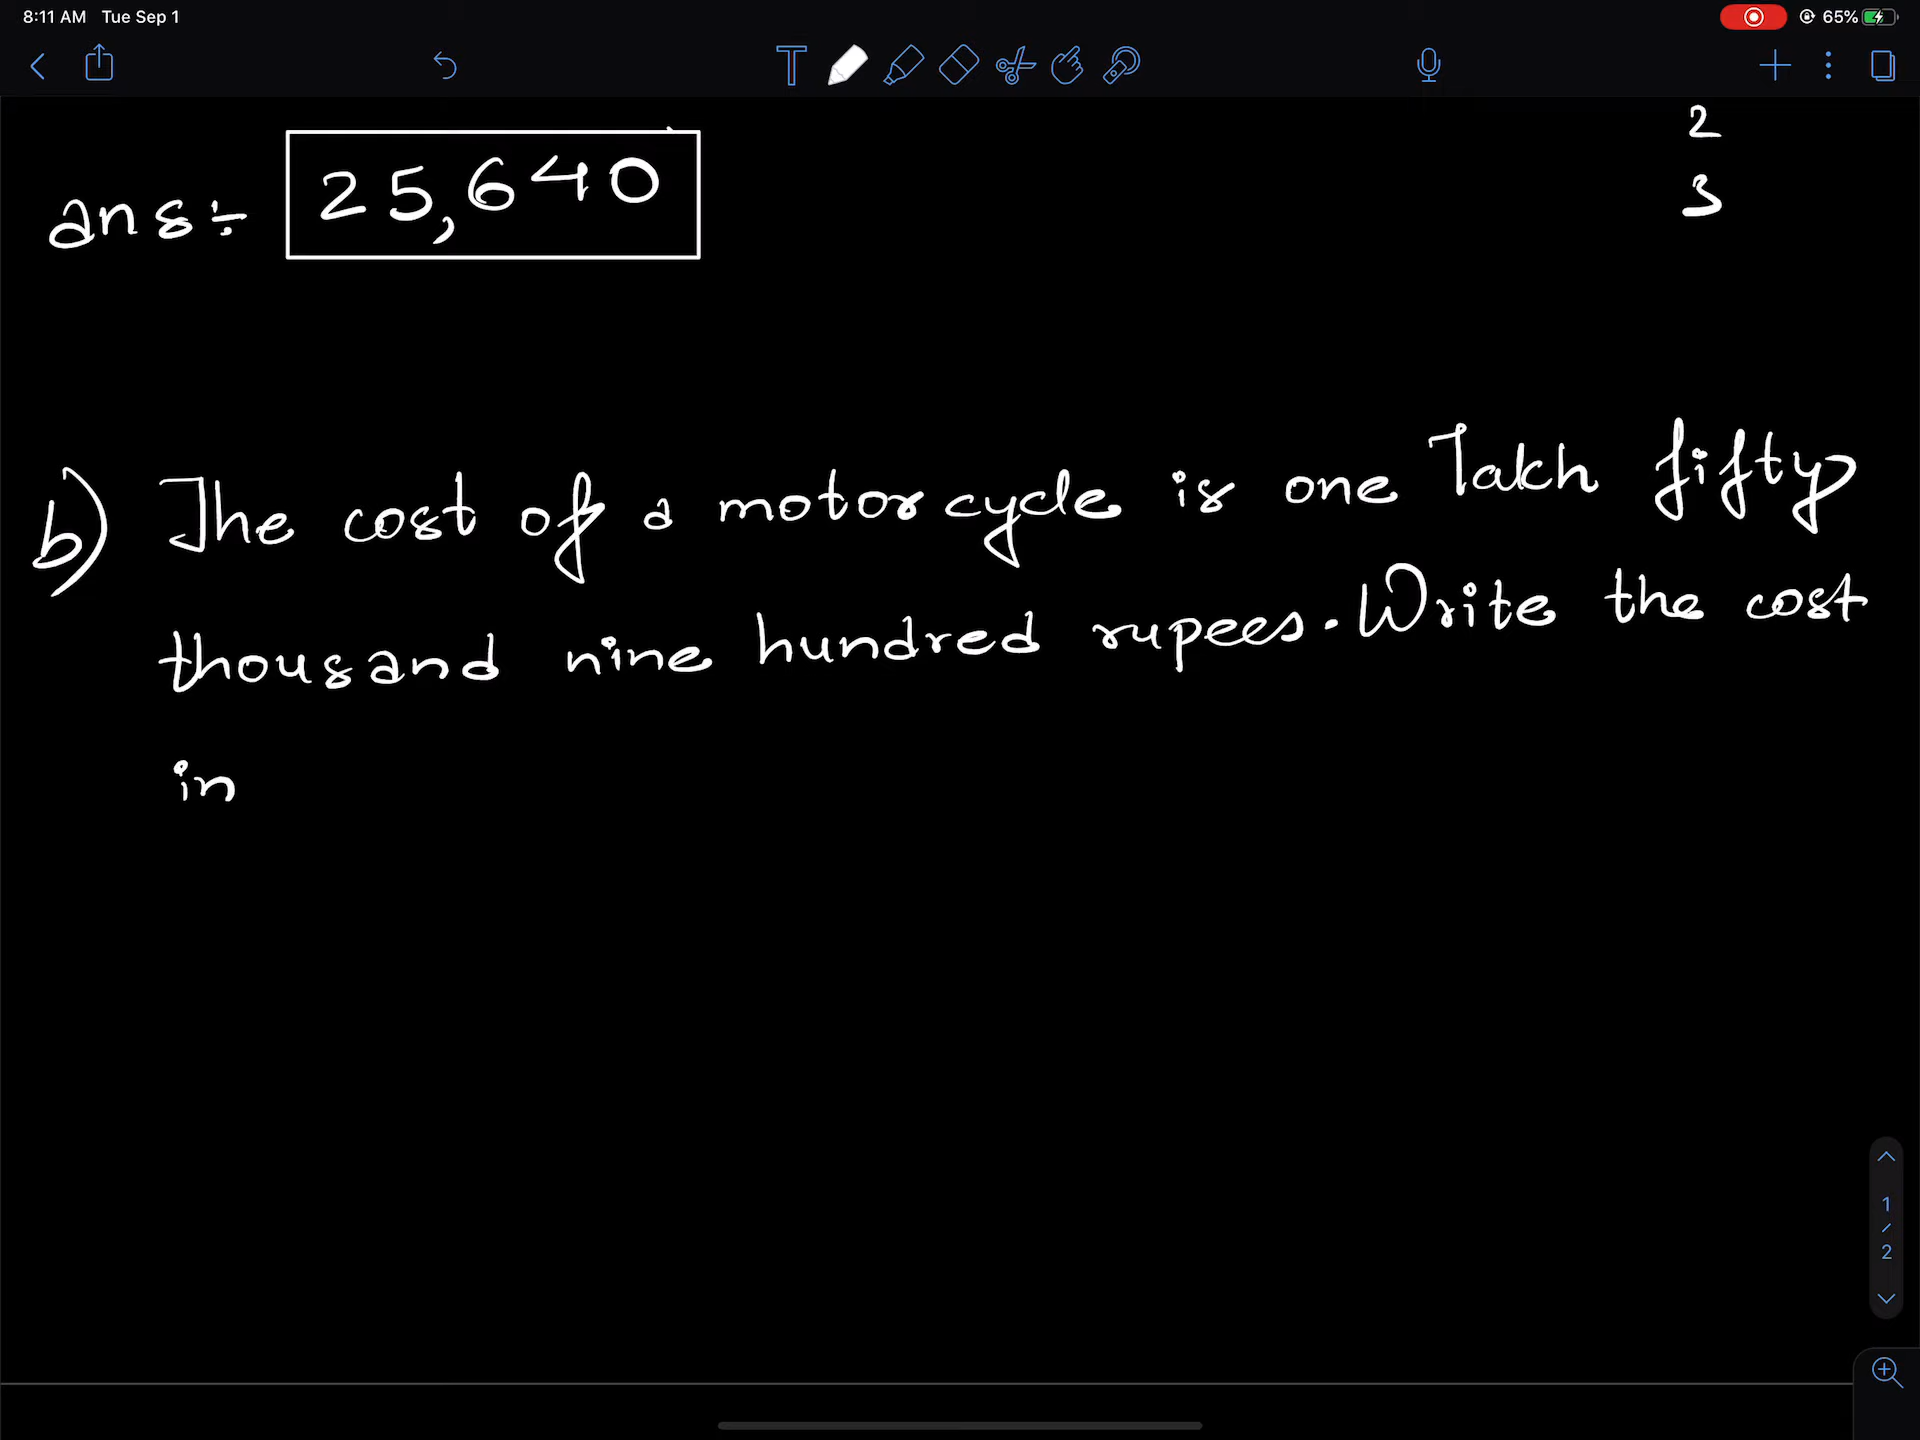 8:11 AM Tue Sep 1
65%
2
3
ans÷ 25,640
b) The cost of a motorcycle is one lakh fifty
thousand nine hundred rupees. Write the cost
in
1
/
2